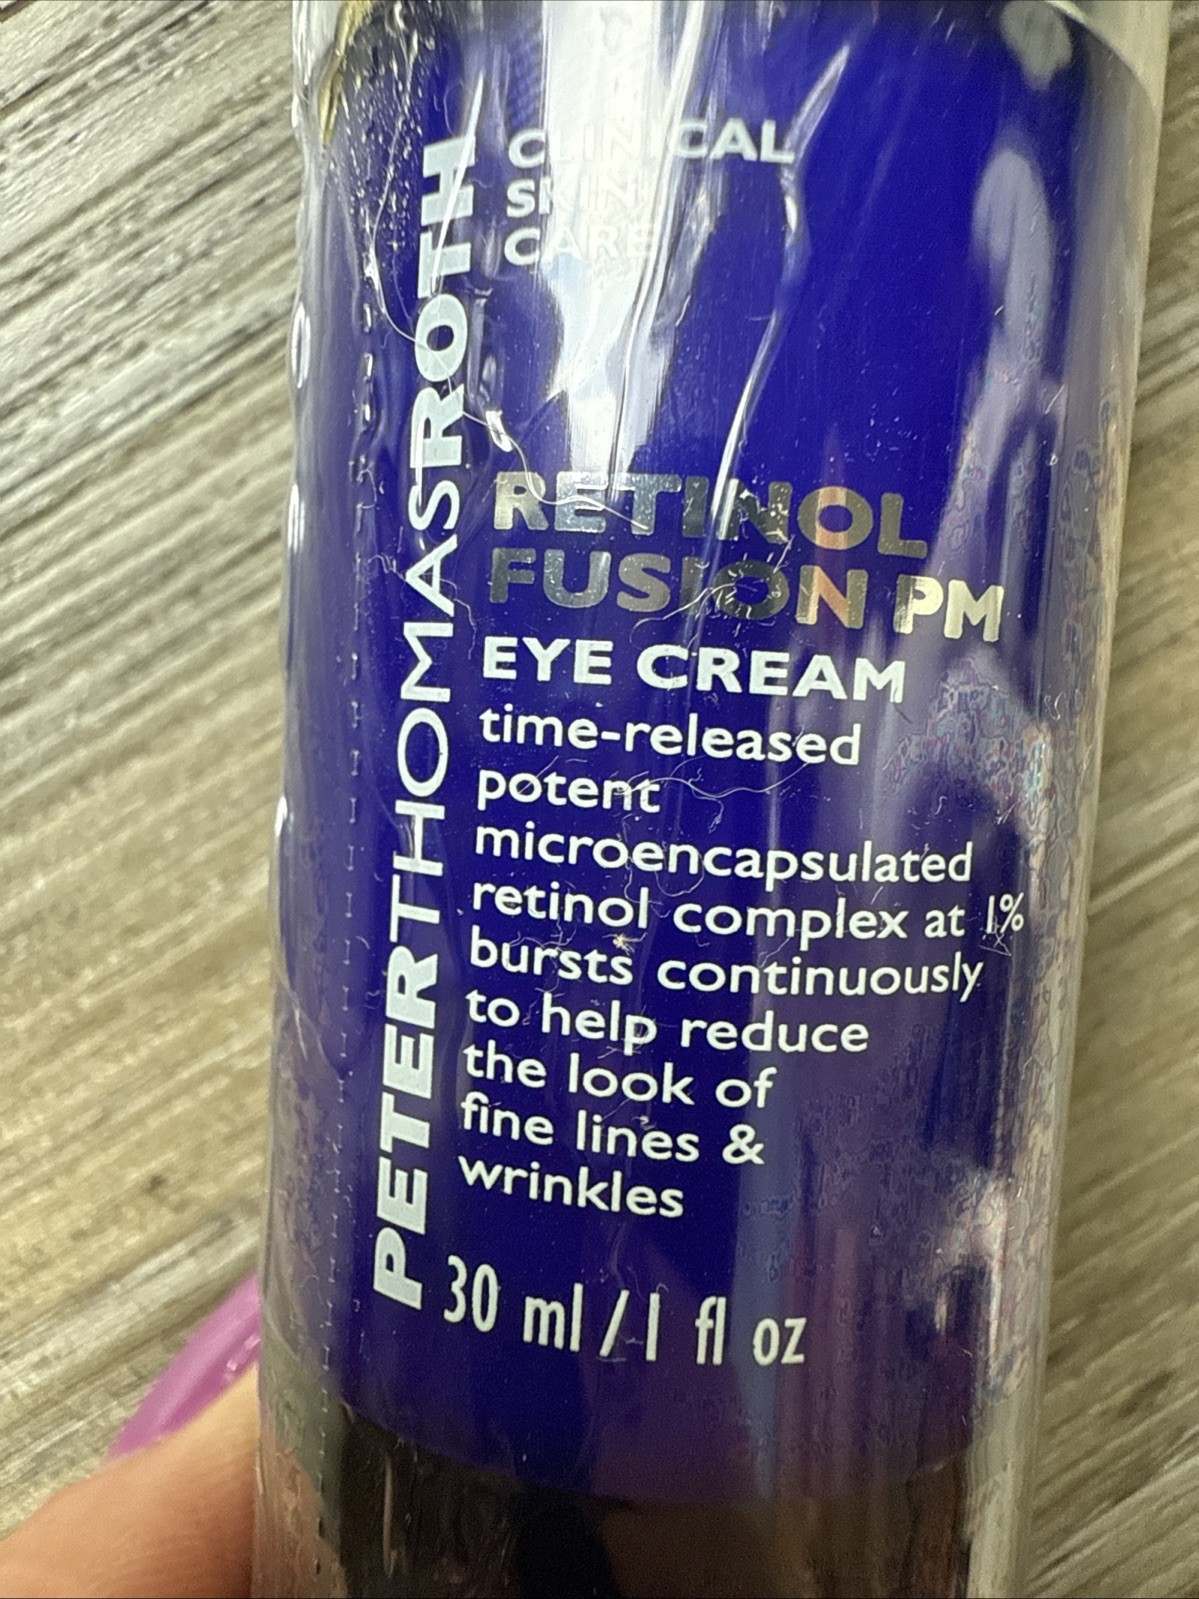 PETERTHOMASROTH
CLINICAL
SKIN
CARE
RETINOL
FUSION PM
EYE CREAM
time-released
potent
microencapsulated
retinol complex at 1%
bursts continuously
to help reduce
the look of
fine lines &
wrinkles
30 ml / 1 fl oz